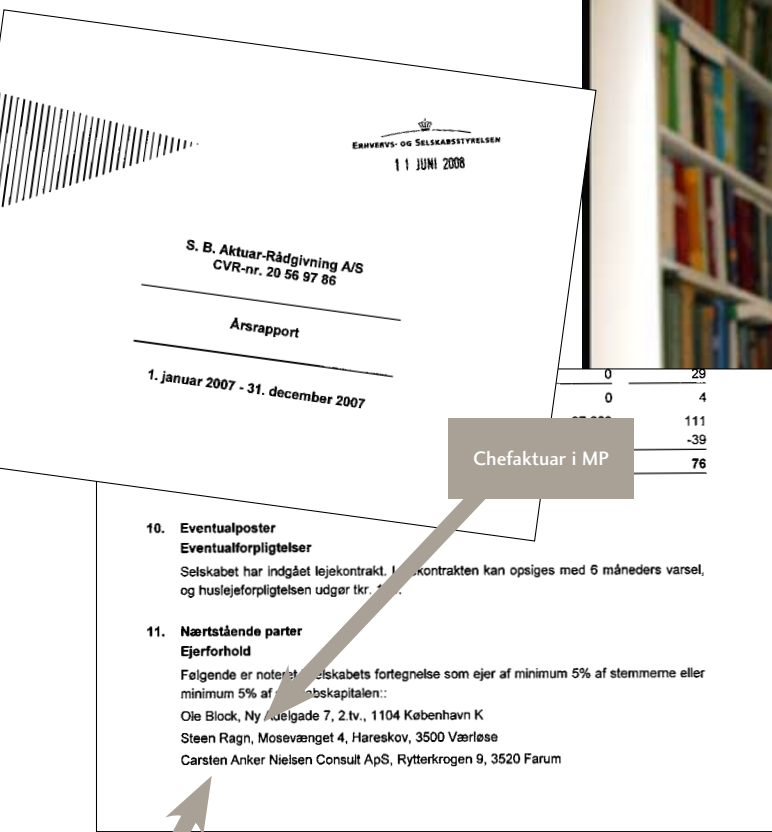 ERHVERVS- OG SELSKABSSTYRELSEN
11 JUNI 2008
S. B. Aktuar-Rådgivning A/S
CVR-nr. 20 56 97 86
Årsrapport
1. januar 2007 - 31. december 2007
0 29
0 4
111
-39
76
Chefaktuar i MP
10. Eventualposter
Eventualforpligtelser
Selskabet har indgået lejekontrakt. kan opsiges med 6 måneders varsel,
og huslejeforpligtelsen udgør tkr.
11. Nærtstående parter
Ejerforhold
Følgende er noteret som ejer af minimum 5% af stemmerne eller
minimum 5% af
Ole Block, Ny 7, 2.tv., 1104 København K
Steen Ragn, Mosevænget 4, Hareskov, 3500 Værløse
Carsten Anker Nielsen Consult ApS, Rytterkrogen 9, 3520 Farum